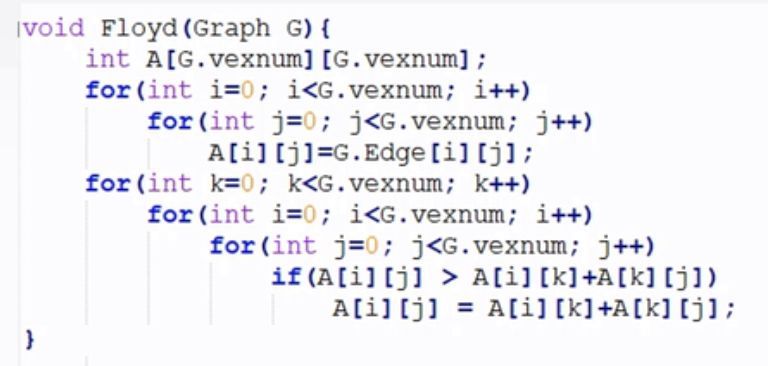 void Floyd(Graph G){
    int A[G.vexnum][G.vexnum];
    for(int i=0; i<G.vexnum; i++)
        for(int j=0; j<G.vexnum; j++)
            A[i][j]=G.Edge[i][j];
    for(int k=0; k<G.vexnum; k++)
        for(int i=0; i<G.vexnum; i++)
            for(int j=0; j<G.vexnum; j++)
                if(A[i][j] > A[i][k]+A[k][j])
                    A[i][j] = A[i][k]+A[k][j];
}